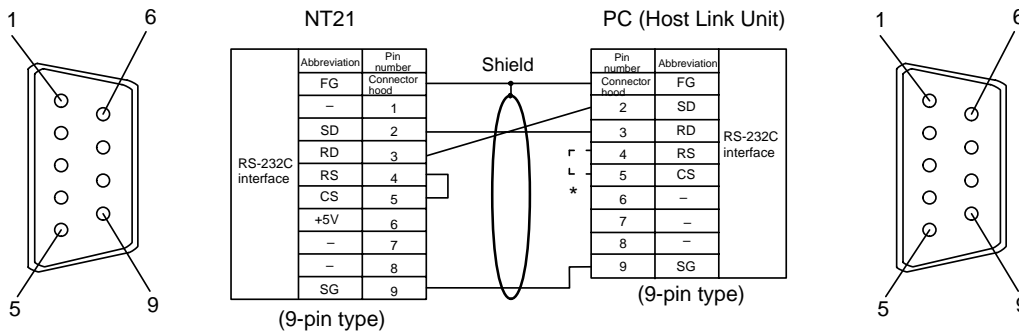 NT21
PC (Host Link Unit)
1
6
5
9
Shield
RS-232C
interface
Abbreviation
Pin
number
FG
Connector
hood
–
1
SD
2
RD
3
RS
4
CS
5
+5V
6
–
7
–
8
SG
9
(9-pin type)
*
Pin
number
Abbreviation
Connector
hood
FG
2
SD
3
RD
4
RS
5
CS
6
–
7
–
8
–
9
SG
RS-232C
interface
(9-pin type)
1
6
5
9